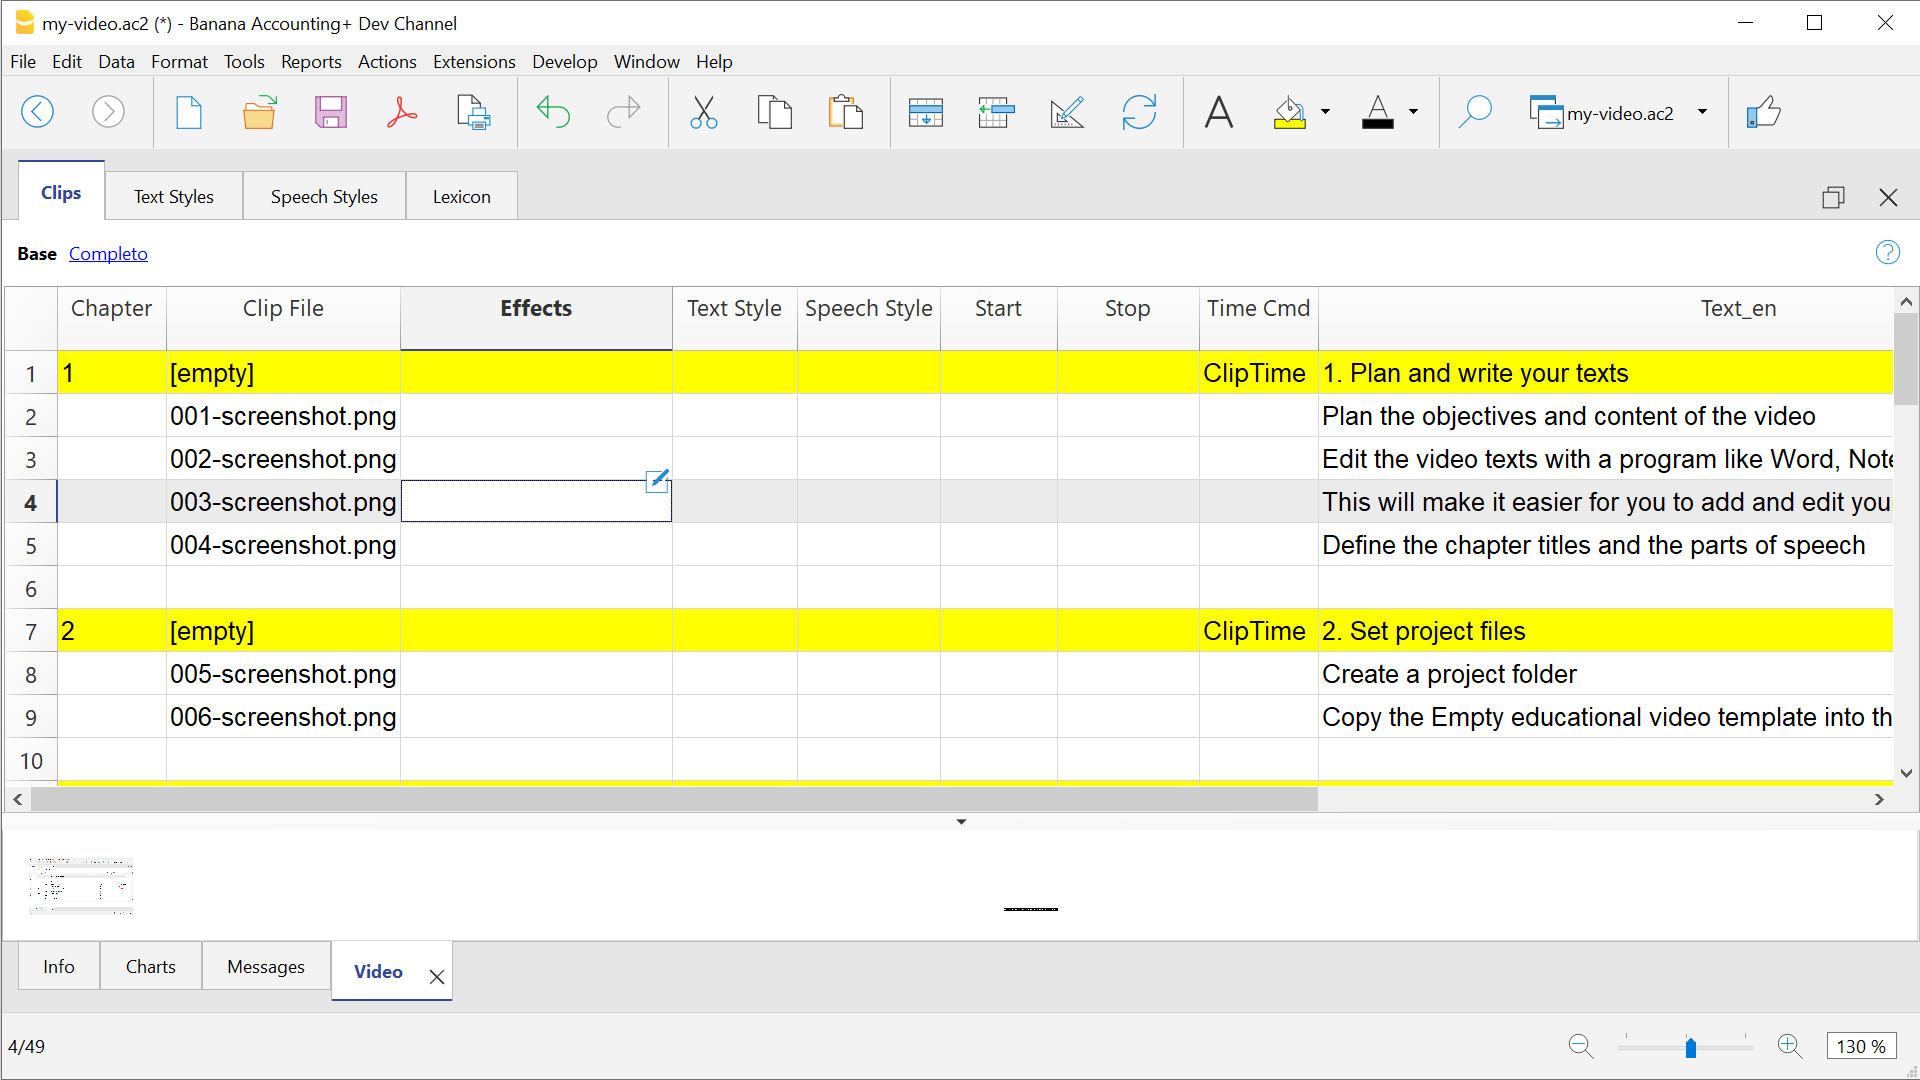 my-video.ac2 (*) - Banana Accounting+ Dev Channel
File Edit Data Format Tools Reports Actions Extensions Develop Window Help
A A my-video.ac2
Clips Text Styles Speech Styles Lexicon
Base Completo ?
Chapter Clip File Effects Text Style Speech Style Start Stop Time Cmd Text_en
1 1 [empty] ClipTime 1. Plan and write your texts
2 001-screenshot.png Plan the objectives and content of the video
3 002-screenshot.png Edit the video texts with a program like Word, Note
4 003-screenshot.png This will make it easier for you to add and edit you
5 004-screenshot.png Define the chapter titles and the parts of speech
6
7 2 [empty] ClipTime 2. Set project files
8 005-screenshot.png Create a project folder
9 006-screenshot.png Copy the Empty educational video template into th
10
Info Charts Messages Video
4/49 130 %